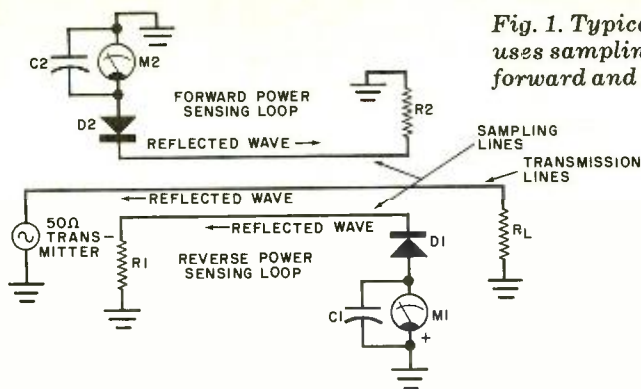 Fig. 1. Typica
uses samplin
forward and
C2
M2
D2
FORWARD POWER
SENSING LOOP
REFLECTED WAVE →
R2
SAMPLING
LINES
TRANSMISSION
LINES
←REFLECTED WAVE
50Ω
TRANS-
MITTER
R1
←REFLECTED WAVE
REVERSE POWER
SENSING LOOP
D1
RL
C1
M1
+